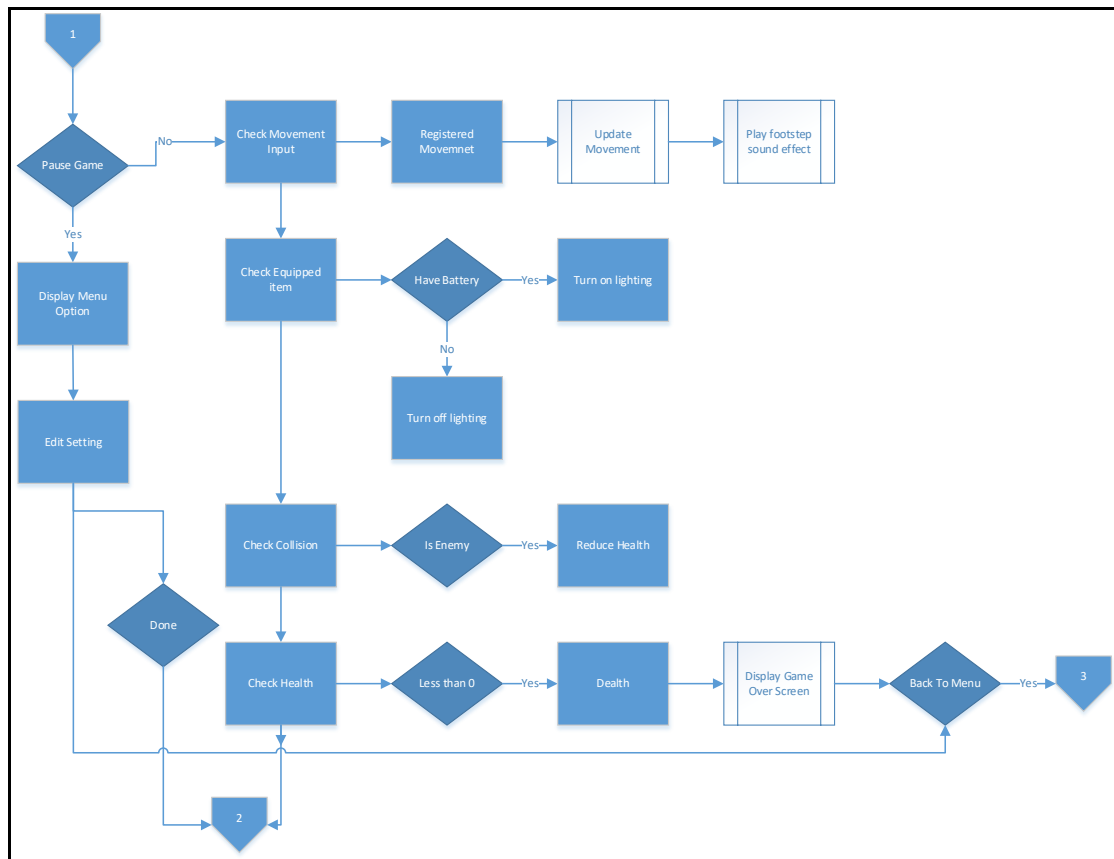 1
Pause Game
No
Check Movement
Input
Registered
Movemnet
Update
Movement
Play footstep
sound effect
Yes
Display Menu
Option
Check Equipped
item
Have Battery
Yes
Turn on lighting
No
Turn off lighting
Edit Setting
Check Collision
Is Enemy
Yes
Reduce Health
Done
Check Health
Less than 0
Yes
Dealth
Display Game
Over Screen
Back To Menu
Yes
3
2